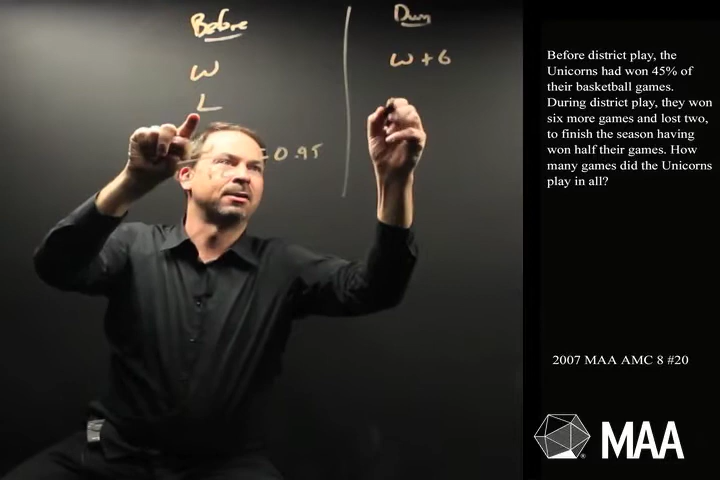 Before
W
L
= 0.45
Dur
W + 6
Before district play, the
Unicorns had won 45% of
their basketball games.
During district play, they won
six more games and lost two,
to finish the season having
won half their games. How
many games did the Unicorns
play in all?
2007 MAA AMC 8 #20
MAA